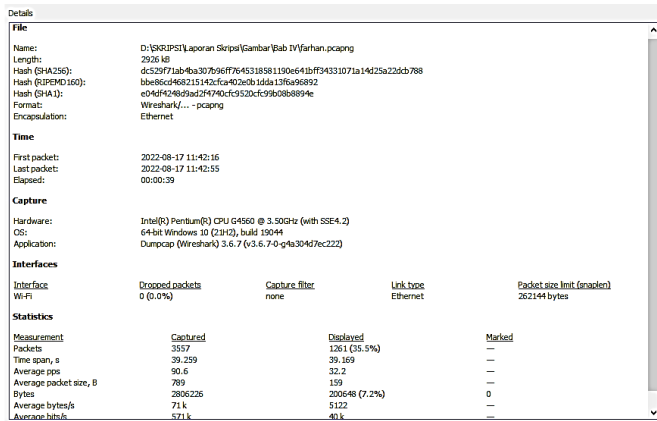 Details
File
Name: D:\SKRIPSI\Laporan Skripsi\Gambar\Bab IV\farhan.pcapng
Length: 2926 kB
Hash (SHA256): dc529f71ab4ba307b96ff7645318581190e641bff34331071a14d25a22dcb788
Hash (RIPEMD160): bbe86cd468215142cfca402e0b1dda13f6a96892
Hash (SHA1): e04df4248d9ad2f4740cfc9520cfc99b08b8894e
Format: Wireshark/... - pcapng
Encapsulation: Ethernet
Time
First packet: 2022-08-17 11:42:16
Last packet: 2022-08-17 11:42:55
Elapsed: 00:00:39
Capture
Hardware: Intel(R) Pentium(R) CPU G4560 @ 3.50GHz (with SSE4.2)
OS: 64-bit Windows 10 (21H2), build 19044
Application: Dumpcap (Wireshark) 3.6.7 (v3.6.7-0-g4a304d7ec222)
Interfaces
Interface Dropped packets Capture filter Link type Packet size limit (snaplen)
Wi-Fi 0 (0.0%) none Ethernet 262144 bytes
Statistics
Measurement Captured Displayed Marked
Packets 3557 1261 (35.5%) —
Time span, s 39.259 39.169 —
Average pps 90.6 32.2 —
Average packet size, B 789 159 —
Bytes 2806226 200648 (7.2%) 0
Average bytes/s 71 k 5122 —
Average bits/s 571 k 40 k —